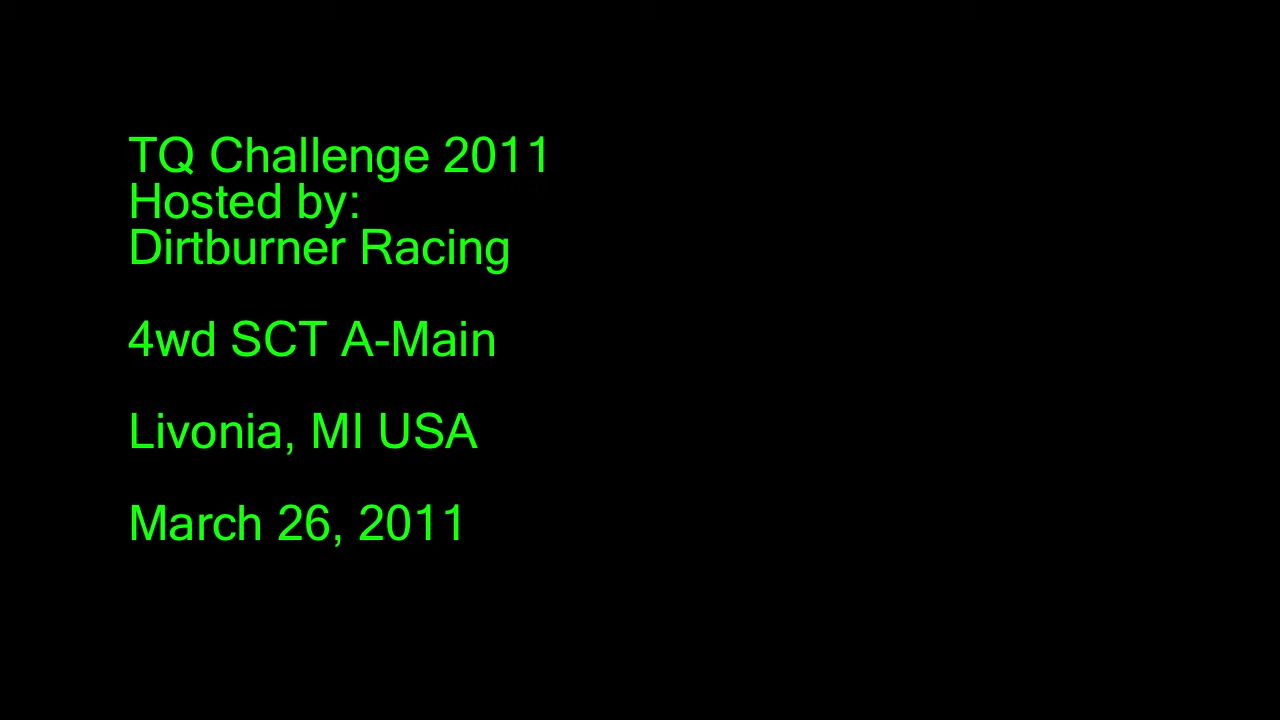 TQ Challenge 2011
Hosted by:
Dirtburner Racing
4wd SCT A-Main
Livonia, MI USA
March 26, 2011